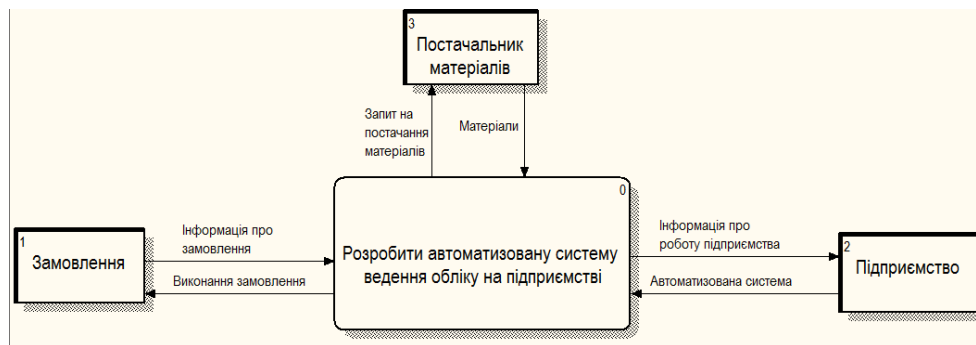 3
Постачальник
матеріалів
Запит на
постачання
матеріалів
Матеріали
0
Розробити автоматизовану систему
ведення обліку на підприємстві
1
Замовлення
Інформація про
замовлення
Виконання замовлення
Інформація про
роботу підприємства
Автоматизована система
2
Підприємство